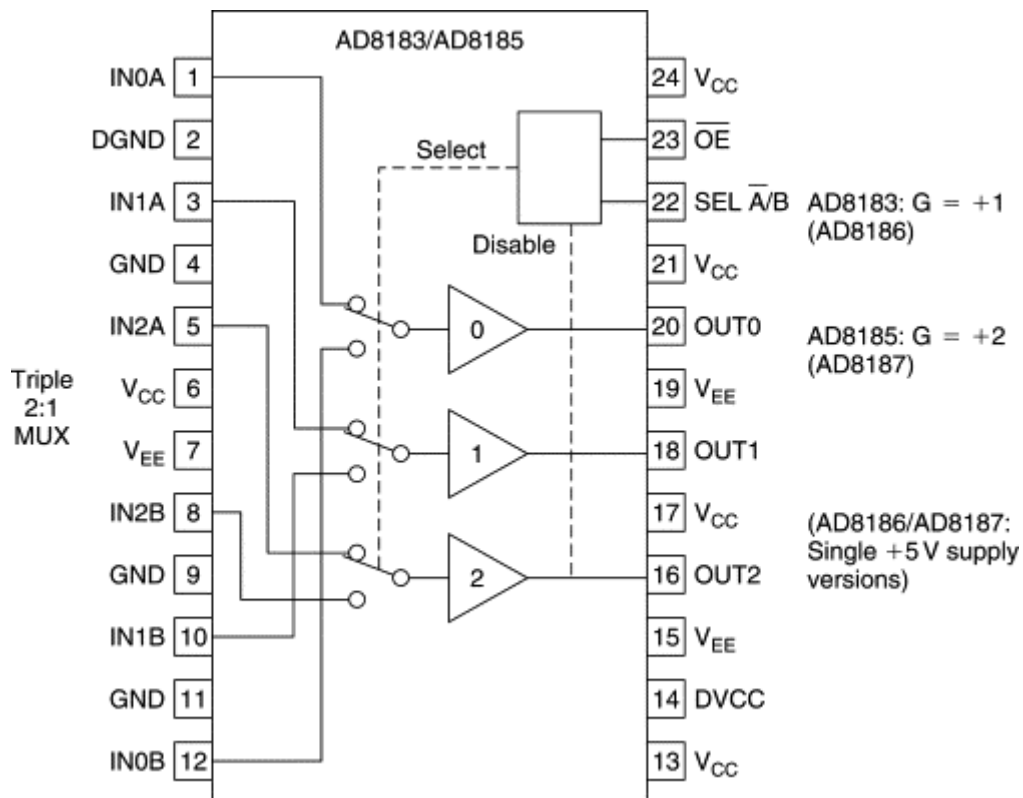 AD8183/AD8185
IN0A 1
DGND 2
IN1A 3
GND 4
IN2A 5
VCC 6
VEE 7
IN2B 8
GND 9
IN1B 10
GND 11
IN0B 12
Triple
2:1
MUX
Select
Disable
0
1
2
24 VCC
23 O̅E̅
22 SEL A̅/B
21 VCC
20 OUT0
19 VEE
18 OUT1
17 VCC
16 OUT2
15 VEE
14 DVCC
13 VCC
AD8183: G = +1
(AD8186)
AD8185: G = +2
(AD8187)
(AD8186/AD8187:
Single +5 V supply
versions)